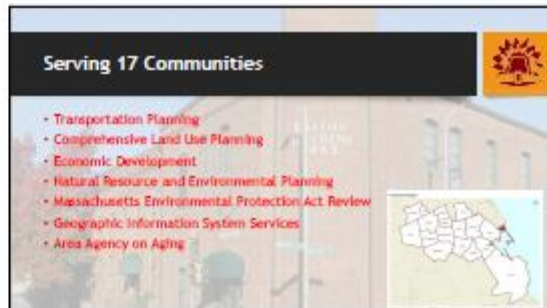 Serving 17 Communities
• Transportation Planning
• Comprehensive Land Use Planning
• Economic Development
• Natural Resource and Environmental Planning
• Massachusetts Environmental Protection Act Review
• Geographic Information System Services
• Area Agency on Aging